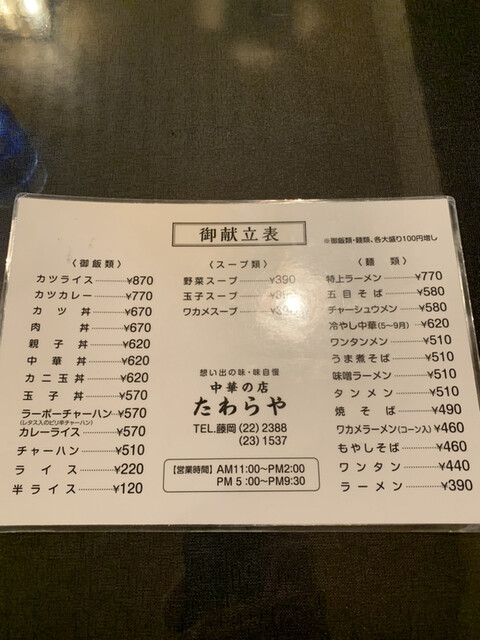 御献立表
※御飯類・麺類、各大盛り100円増し
〈御飯類〉
カツライス¥870
カツカレー¥770
カツ丼¥670
肉丼¥670
親子丼¥620
中華丼¥620
カニ玉丼¥620
玉子丼¥570
ラーポーチャーハン¥570
(レタス入のピリ辛チャーハン)
カレーライス¥570
チャーハン¥510
ライス¥220
半ライス¥120
〈スープ類〉
野菜スープ¥390
玉子スープ
ワカメスープ
想い出の味・味自慢
中華の店
たわらや
TEL.藤岡(22)2388
(23)1537
【営業時間】AM11:00〜PM2:00
PM 5:00〜PM9:30
〈麺類〉
特上ラーメン¥770
五目そば¥580
チャーシュウメン¥580
冷やし中華(5〜9月)¥620
ワンタンメン¥510
うま煮そば¥510
味噌ラーメン¥510
タンメン¥510
焼そば¥490
ワカメラーメン(コーン入)¥460
もやしそば¥460
ワンタン¥440
ラーメン¥390